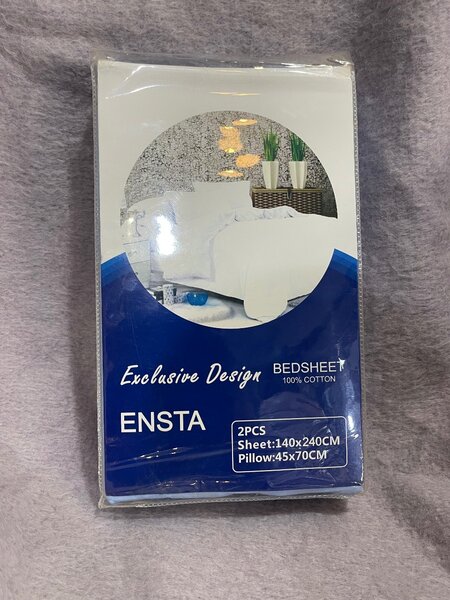 Exclusive Design
BEDSHEET
100% COTTON
ENSTA
2PCS
Sheet:140x240CM
Pillow:45x70CM